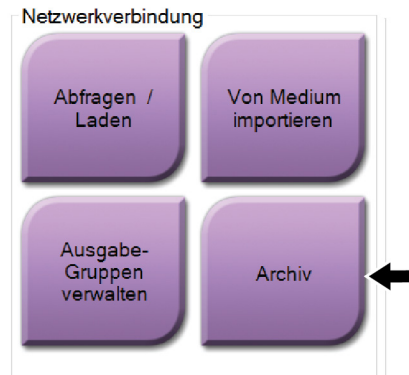 Netzwerkverbindung
Abfragen /
Laden
Von Medium
importieren
Ausgabe-
Gruppen
verwalten
Archiv